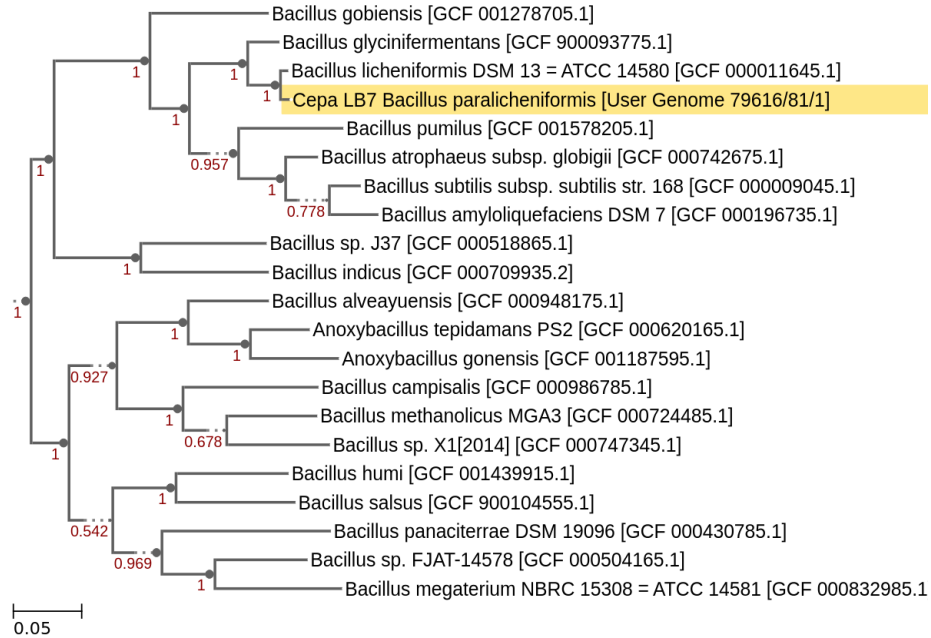 Bacillus gobiensis [GCF 001278705.1]
Bacillus glycinifermentans [GCF 900093775.1]
1
1
Bacillus licheniformis DSM 13 = ATCC 14580 [GCF 000011645.1]
1
Cepa LB7 Bacillus paralicheniformis [User Genome 79616/81/1]
1
Bacillus pumilus [GCF 001578205.1]
0.957
Bacillus atrophaeus subsp. globigii [GCF 000742675.1]
1
1
Bacillus subtilis subsp. subtilis str. 168 [GCF 000009045.1]
0.778
Bacillus amyloliquefaciens DSM 7 [GCF 000196735.1]
Bacillus sp. J37 [GCF 000518865.1]
1
Bacillus indicus [GCF 000709935.2]
Bacillus alveayuensis [GCF 000948175.1]
1
1
Anoxybacillus tepidamans PS2 [GCF 000620165.1]
1
Anoxybacillus gonensis [GCF 001187595.1]
0.927
Bacillus campisalis [GCF 000986785.1]
1
Bacillus methanolicus MGA3 [GCF 000724485.1]
0.678
Bacillus sp. X1[2014] [GCF 000747345.1]
1
Bacillus humi [GCF 001439915.1]
1
Bacillus salsus [GCF 900104555.1]
0.542
Bacillus panaciterrae DSM 19096 [GCF 000430785.1]
0.969
Bacillus sp. FJAT-14578 [GCF 000504165.1]
1
Bacillus megaterium NBRC 15308 = ATCC 14581 [GCF 000832985.1
0.05